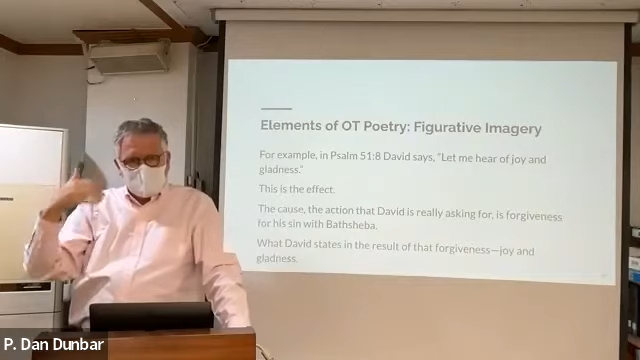 Elements of OT Poetry: Figurative Imagery
For example, in Psalm 51:8 David says, "Let me hear of joy and
gladness."
This is the effect.
The cause, the action that David is really asking for, is forgiveness
for his sin with Bathsheba.
What David states in the result of that forgiveness—joy and
gladness.
P. Dan Dunbar